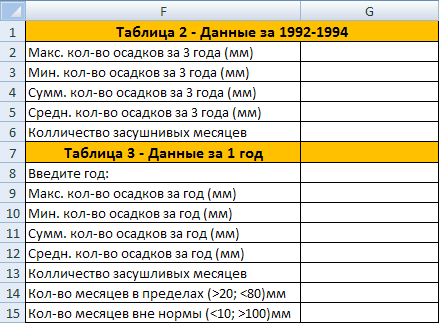 F G
1 Таблица 2 - Данные за 1992-1994
2 Макс. кол-во осадков за 3 года (мм)
3 Мин. кол-во осадков за 3 года (мм)
4 Сумм. кол-во осадков за 3 года (мм)
5 Средн. кол-во осадков за 3 года (мм)
6 Колличество засушнивых месяцев
7 Таблица 3 - Данные за 1 год
8 Введите год:
9 Макс. кол-во осадков за год (мм)
10 Мин. кол-во осадков за год (мм)
11 Сумм. кол-во осадков за год (мм)
12 Средн. кол-во осадков за год (мм)
13 Колличество засушливых месяцев
14 Кол-во месяцев в пределах (>20; <80)мм
15 Кол-во месяцев вне нормы (<10; >100)мм